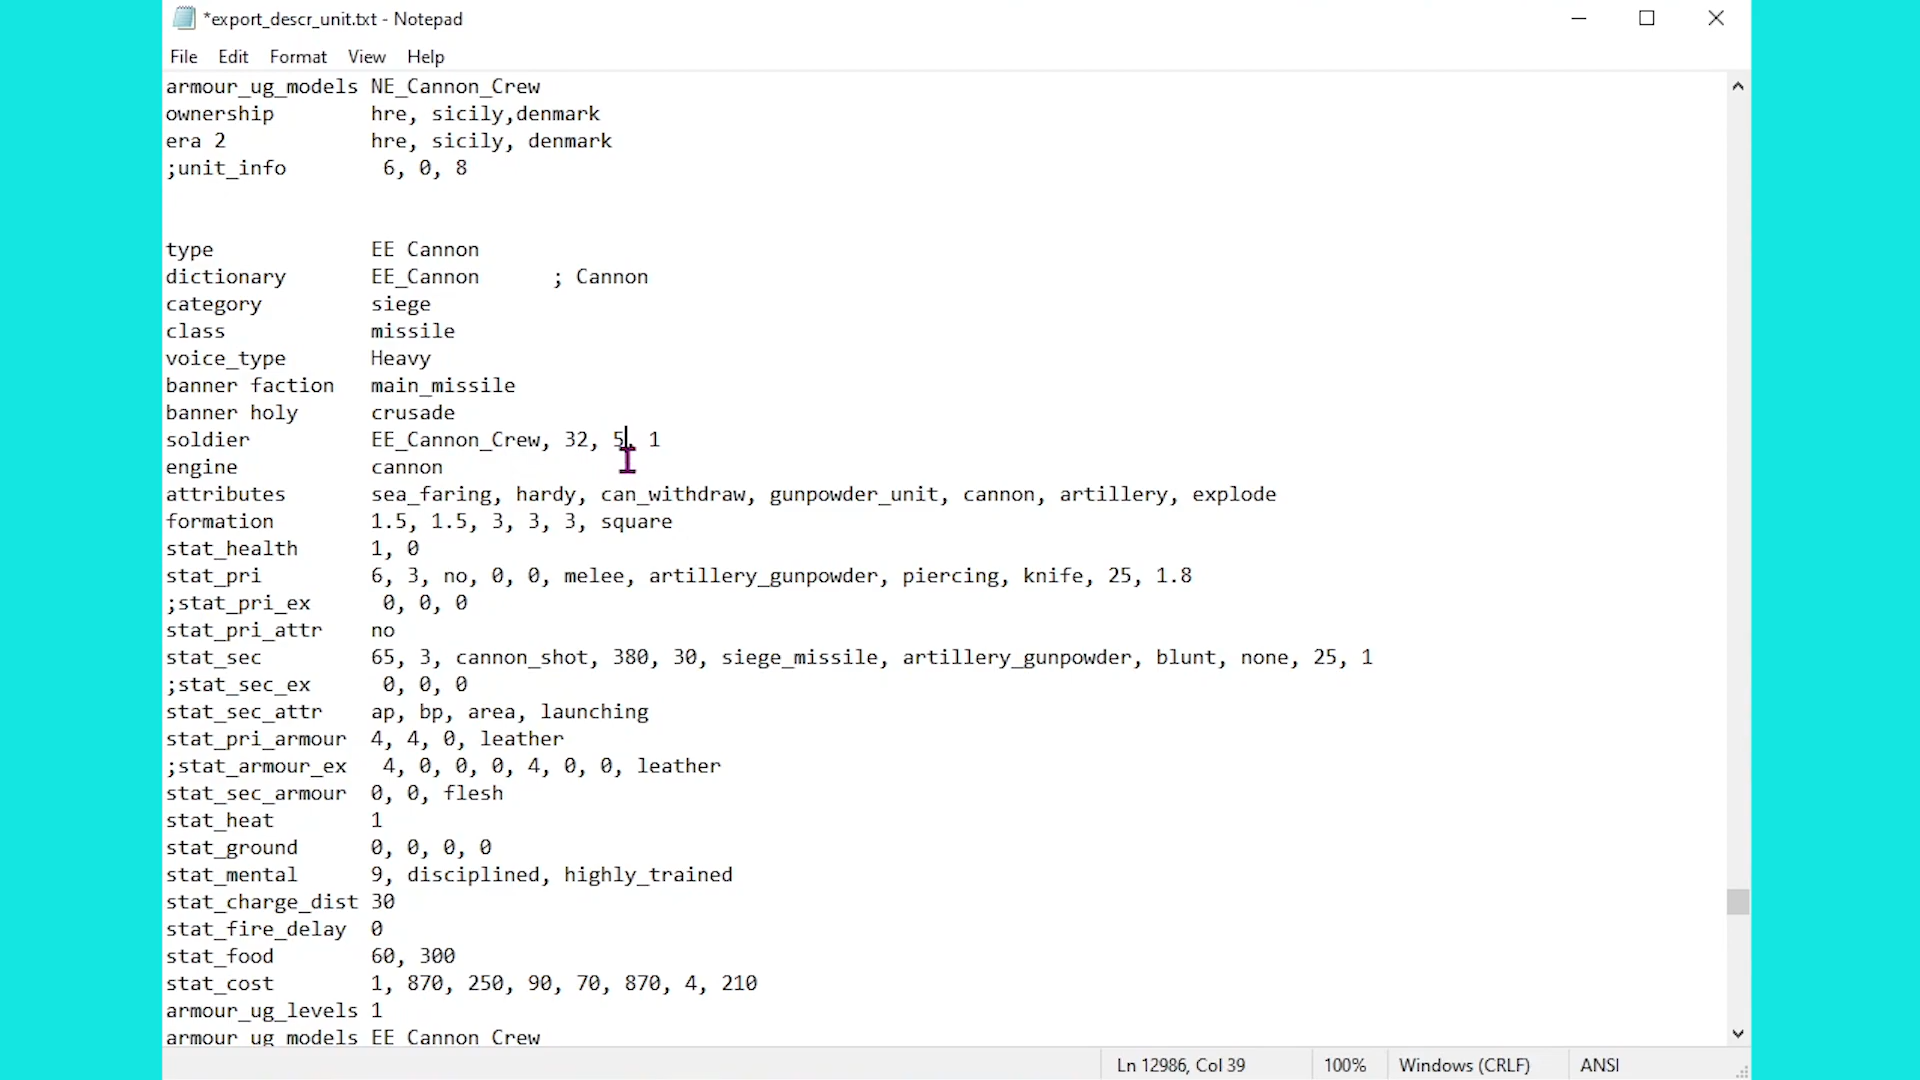 *export_descr_unit.txt - Notepad
File Edit Format View Help
armour_ug_models NE_Cannon_Crew
ownership        hre, sicily,denmark
era 2            hre, sicily, denmark
;unit_info        6, 0, 8
type             EE Cannon
dictionary       EE_Cannon      ; Cannon
category         siege
class            missile
voice_type       Heavy
banner faction   main_missile
banner holy      crusade
soldier          EE_Cannon_Crew, 32, 5, 1
engine           cannon
attributes       sea_faring, hardy, can_withdraw, gunpowder_unit, cannon, artillery, explode
formation        1.5, 1.5, 3, 3, 3, square
stat_health      1, 0
stat_pri         6, 3, no, 0, 0, melee, artillery_gunpowder, piercing, knife, 25, 1.8
;stat_pri_ex      0, 0, 0
stat_pri_attr    no
stat_sec         65, 3, cannon_shot, 380, 30, siege_missile, artillery_gunpowder, blunt, none, 25, 1
;stat_sec_ex      0, 0, 0
stat_sec_attr    ap, bp, area, launching
stat_pri_armour  4, 4, 0, leather
;stat_armour_ex   4, 0, 0, 0, 4, 0, 0, leather
stat_sec_armour  0, 0, flesh
stat_heat        1
stat_ground      0, 0, 0, 0
stat_mental      9, disciplined, highly_trained
stat_charge_dist 30
stat_fire_delay  0
stat_food        60, 300
stat_cost        1, 870, 250, 90, 70, 870, 4, 210
armour_ug_levels 1
armour_ug_models EE_Cannon_Crew
Ln 12986, Col 39 100% Windows (CRLF) ANSI